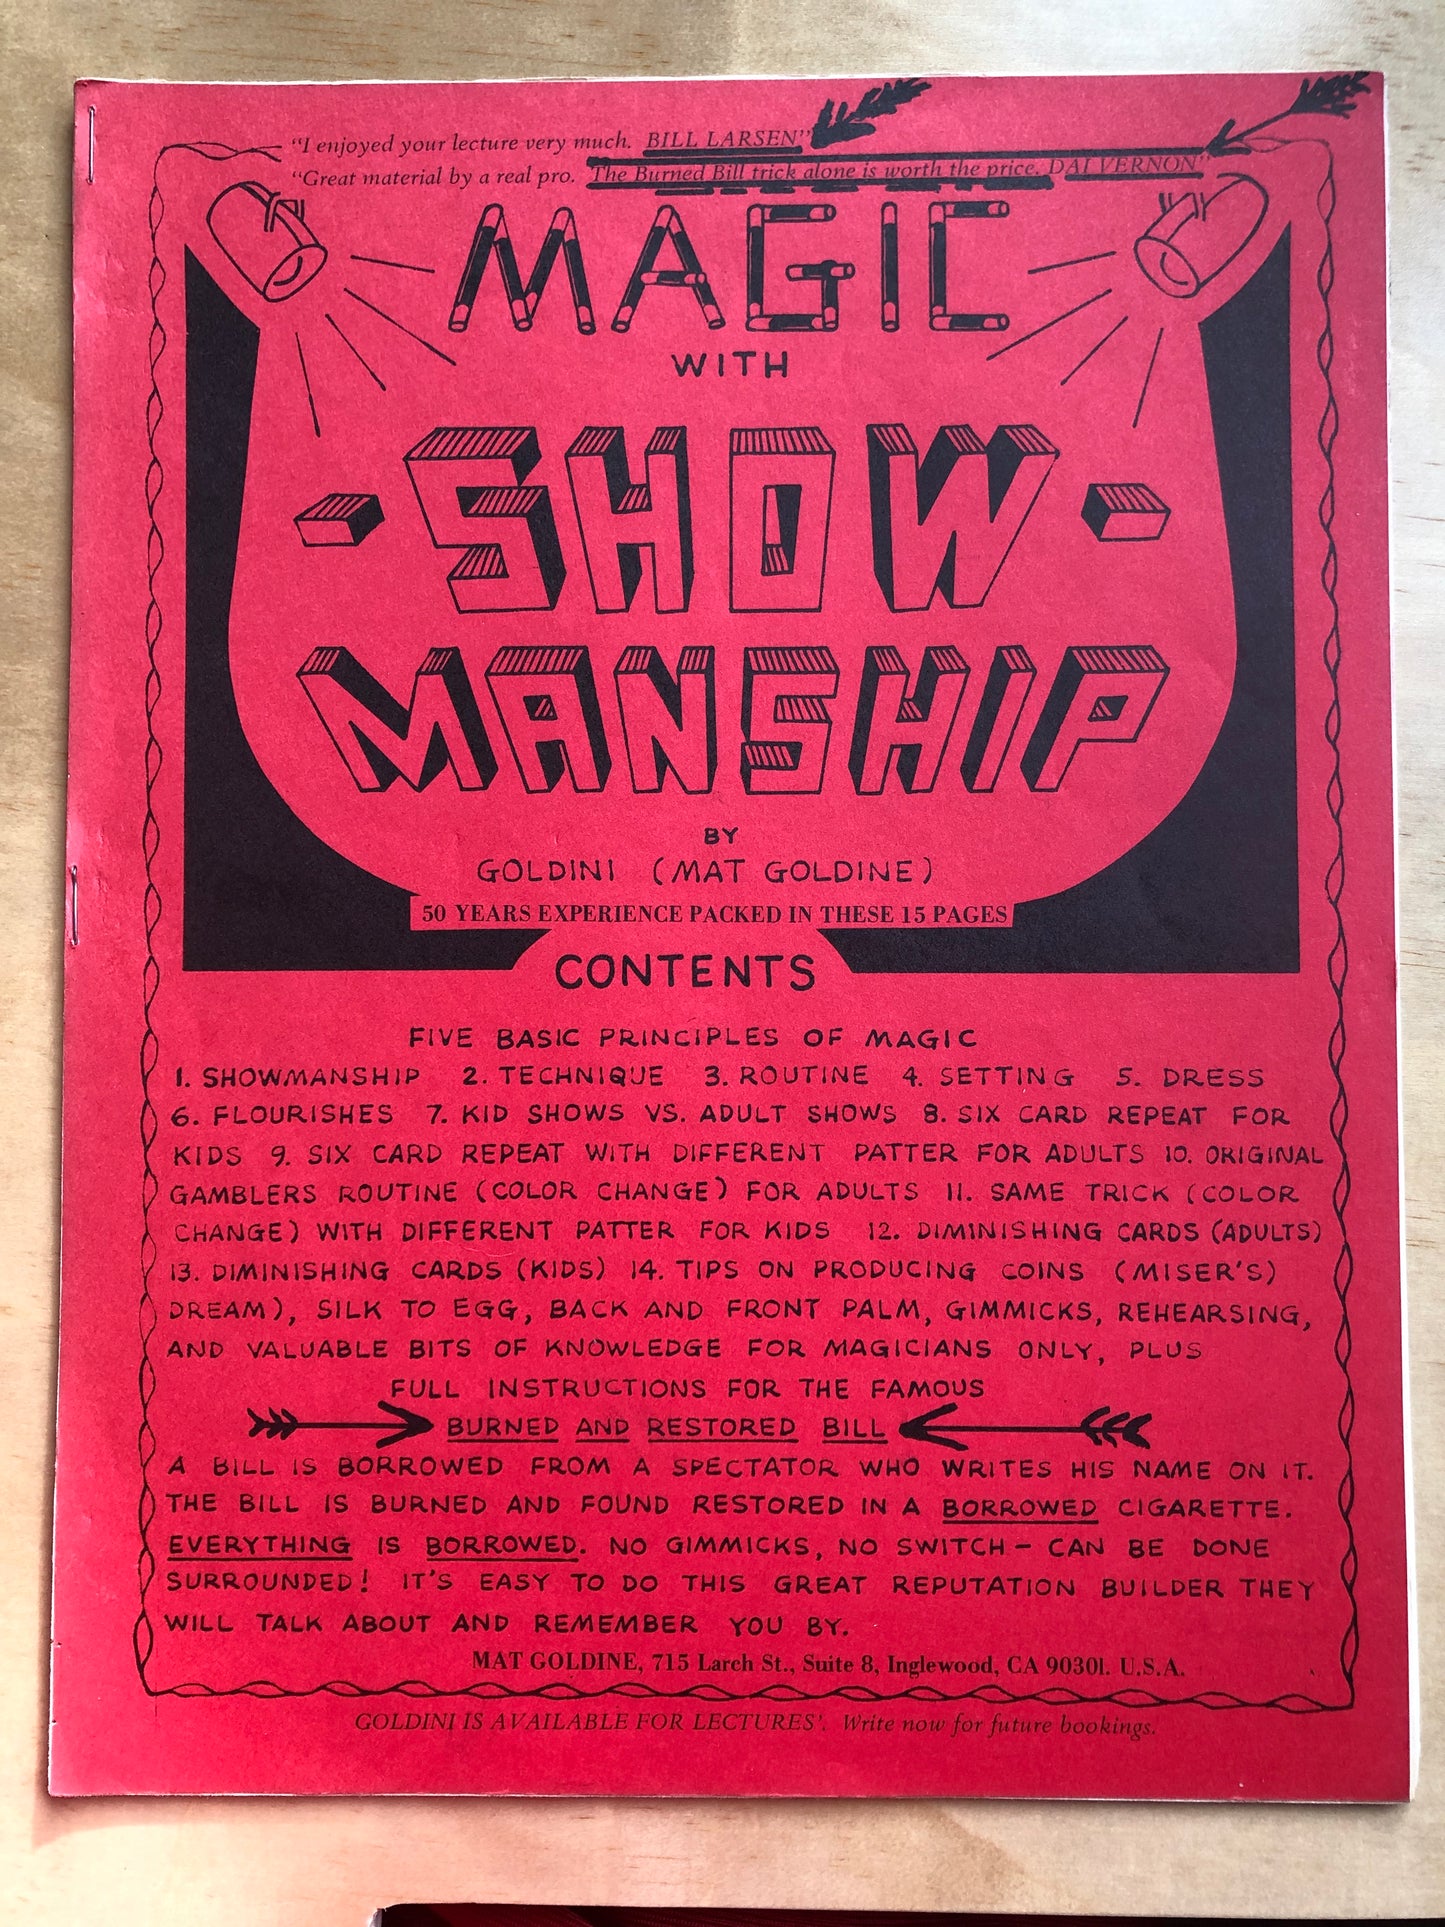 "I enjoyed your lecture very much. BILL LARSEN"
"Great material by a real pro. The Burned Bill trick alone is worth the price. DAI VERNON"
MAGIC
WITH
- SHOW -
MANSHIP
BY
GOLDINI (MAT GOLDINE)
50 YEARS EXPERIENCE PACKED IN THESE 15 PAGES
CONTENTS
FIVE BASIC PRINCIPLES OF MAGIC
1. SHOWMANSHIP 2. TECHNIQUE 3. ROUTINE 4. SETTING 5. DRESS
6. FLOURISHES 7. KID SHOWS VS. ADULT SHOWS 8. SIX CARD REPEAT FOR
KIDS 9. SIX CARD REPEAT WITH DIFFERENT PATTER FOR ADULTS 10. ORIGINAL
GAMBLERS ROUTINE (COLOR CHANGE) FOR ADULTS 11. SAME TRICK (COLOR
CHANGE) WITH DIFFERENT PATTER FOR KIDS 12. DIMINISHING CARDS (ADULTS)
13. DIMINISHING CARDS (KIDS) 14. TIPS ON PRODUCING COINS (MISER'S)
DREAM), SILK TO EGG, BACK AND FRONT PALM, GIMMICKS, REHEARSING,
AND VALUABLE BITS OF KNOWLEDGE FOR MAGICIANS ONLY, PLUS
FULL INSTRUCTIONS FOR THE FAMOUS
BURNED AND RESTORED BILL
A BILL IS BORROWED FROM A SPECTATOR WHO WRITES HIS NAME ON IT.
THE BILL IS BURNED AND FOUND RESTORED IN A BORROWED CIGARETTE.
EVERYTHING IS BORROWED. NO GIMMICKS, NO SWITCH - CAN BE DONE
SURROUNDED! IT'S EASY TO DO THIS GREAT REPUTATION BUILDER THEY
WILL TALK ABOUT AND REMEMBER YOU BY.
MAT GOLDINE, 715 Larch St., Suite 8, Inglewood, CA 90301. U.S.A.
GOLDINI IS AVAILABLE FOR LECTURES'. Write now for future bookings.